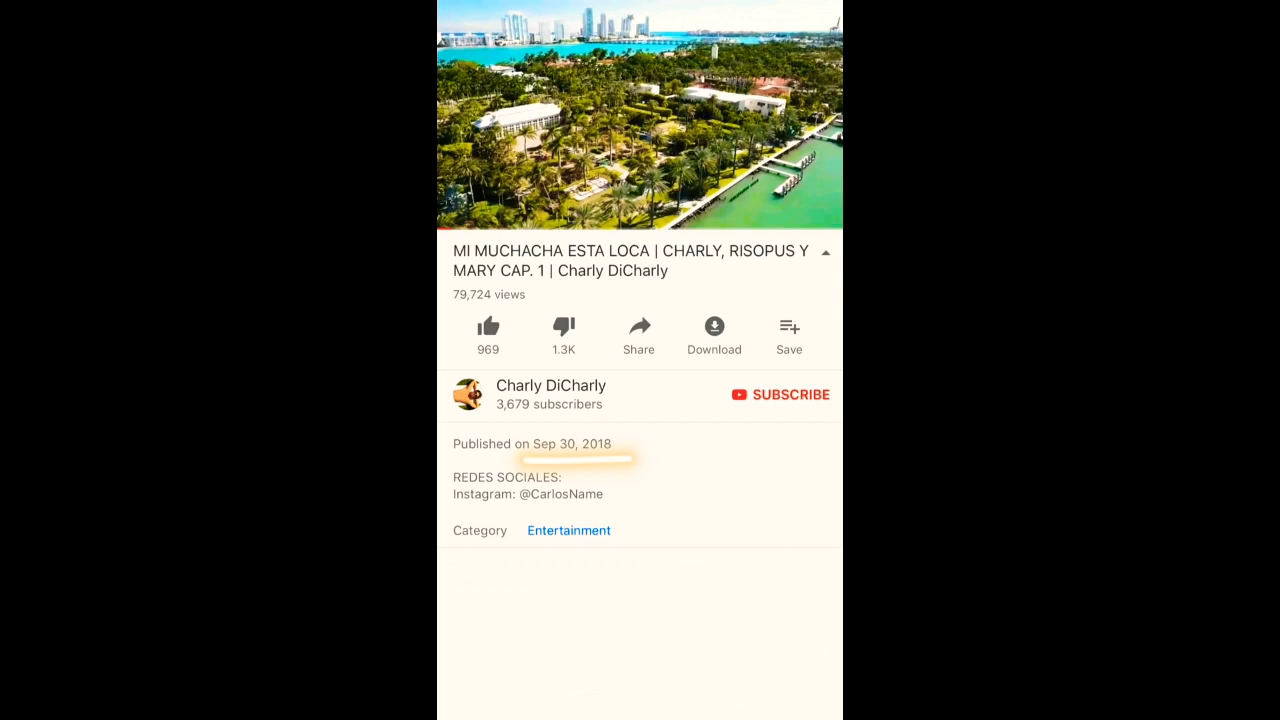 MI MUCHACHA ESTA LOCA | CHARLY, RISOPUS Y
MARY CAP. 1 | Charly DiCharly
79,724 views
969
1.3K
Share
Download
Save
Charly DiCharly
3,679 subscribers
SUBSCRIBE
Published on Sep 30, 2018
REDES SOCIALES:
Instagram: @CarlosName
Category Entertainment